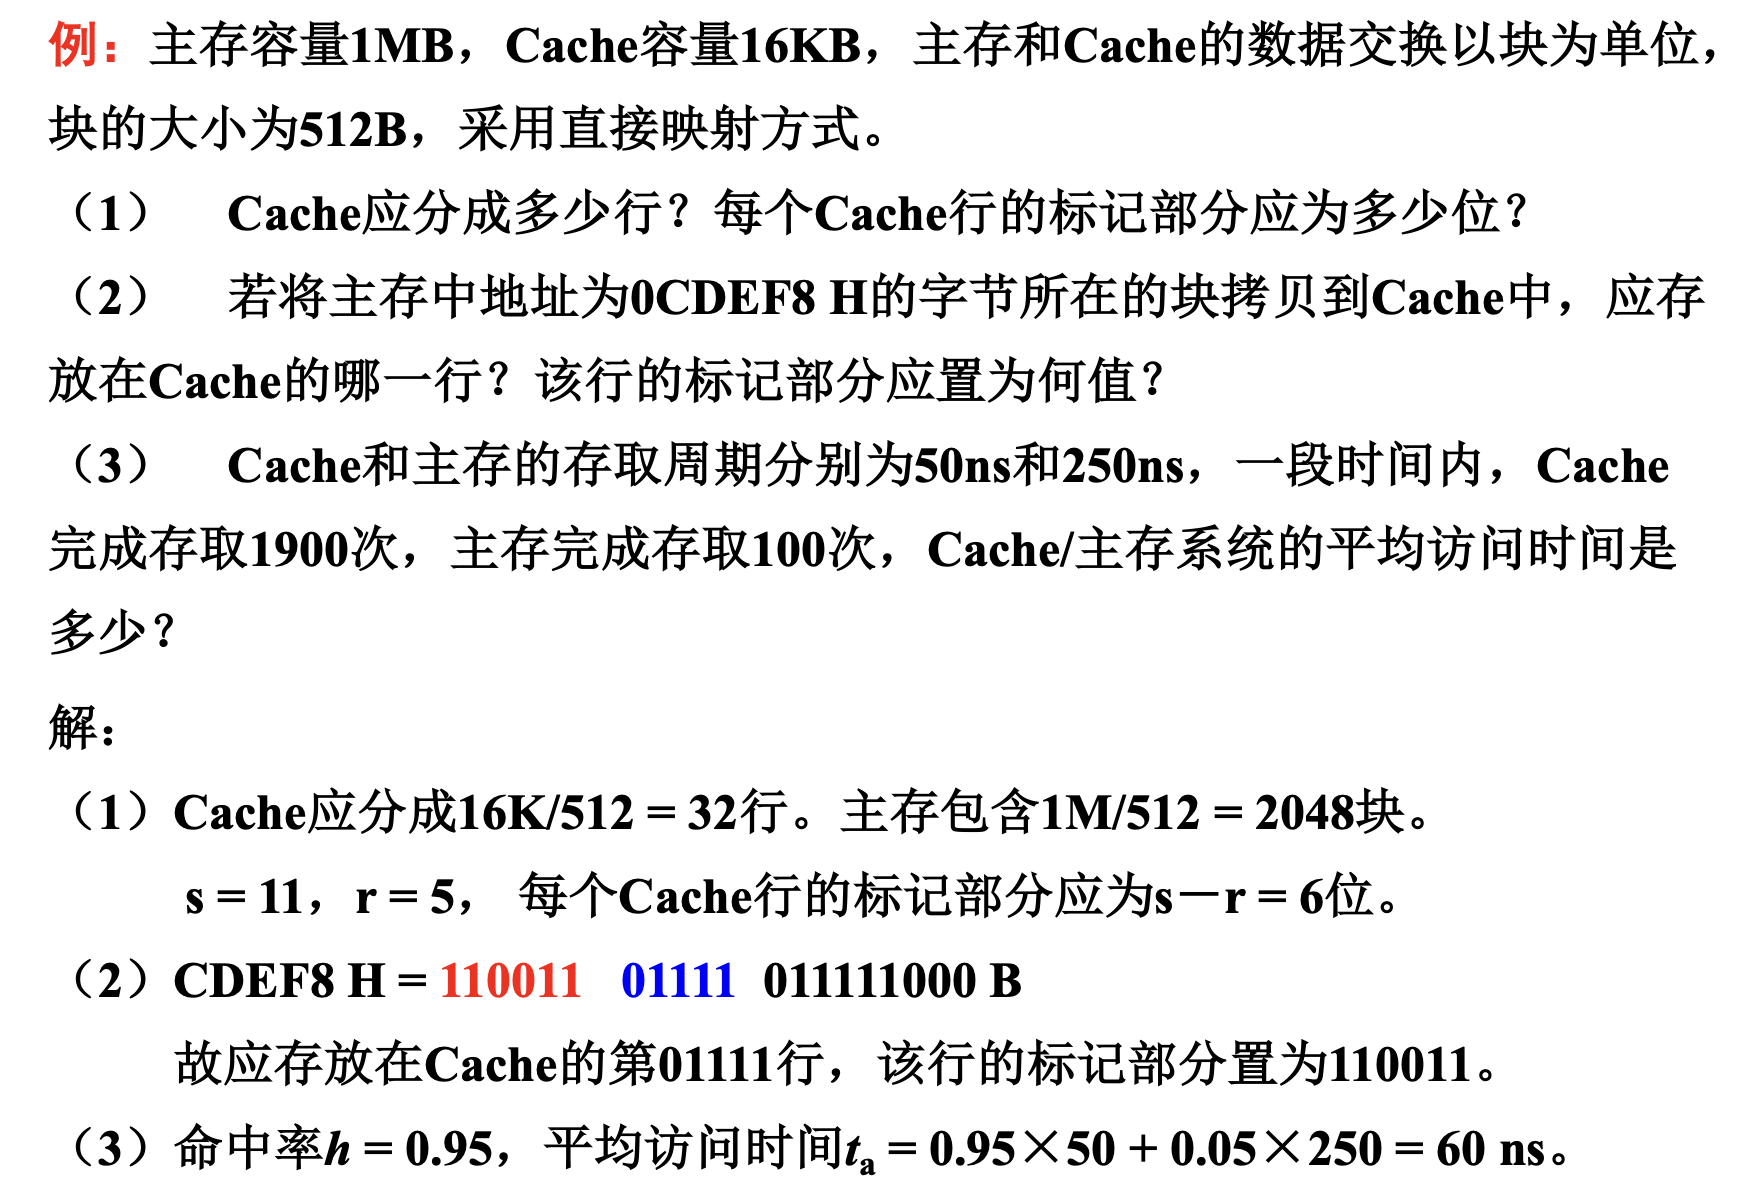 例：主存容量1MB，Cache容量16KB，主存和Cache的数据交换以块为单位，
块的大小为512B，采用直接映射方式。
（1） Cache应分成多少行？每个Cache行的标记部分应为多少位？
（2） 若将主存中地址为0CDEF8 H的字节所在的块拷贝到Cache中，应存
放在Cache的哪一行？该行的标记部分应置为何值？
（3） Cache和主存的存取周期分别为50ns和250ns，一段时间内，Cache
完成存取1900次，主存完成存取100次，Cache/主存系统的平均访问时间是
多少？
解：
（1）Cache应分成16K/512 = 32行。主存包含1M/512 = 2048块。
s = 11，r = 5， 每个Cache行的标记部分应为s－r = 6位。
（2）CDEF8 H = 110011 01111 011111000 B
故应存放在Cache的第01111行，该行的标记部分置为110011。
（3）命中率h = 0.95，平均访问时间ta = 0.95×50 + 0.05×250 = 60 ns。